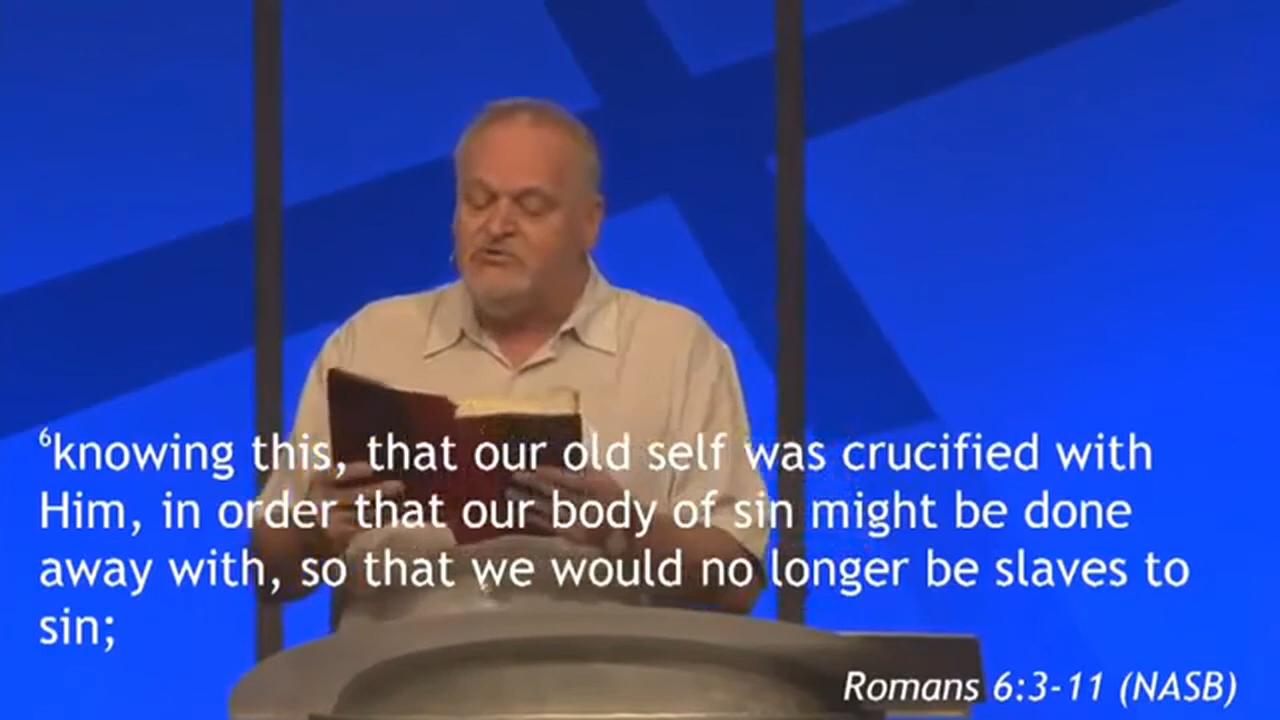 ⁶knowing this, that our old self was crucified with
Him, in order that our body of sin might be done
away with, so that we would no longer be slaves to
sin;
Romans 6:3-11 (NASB)